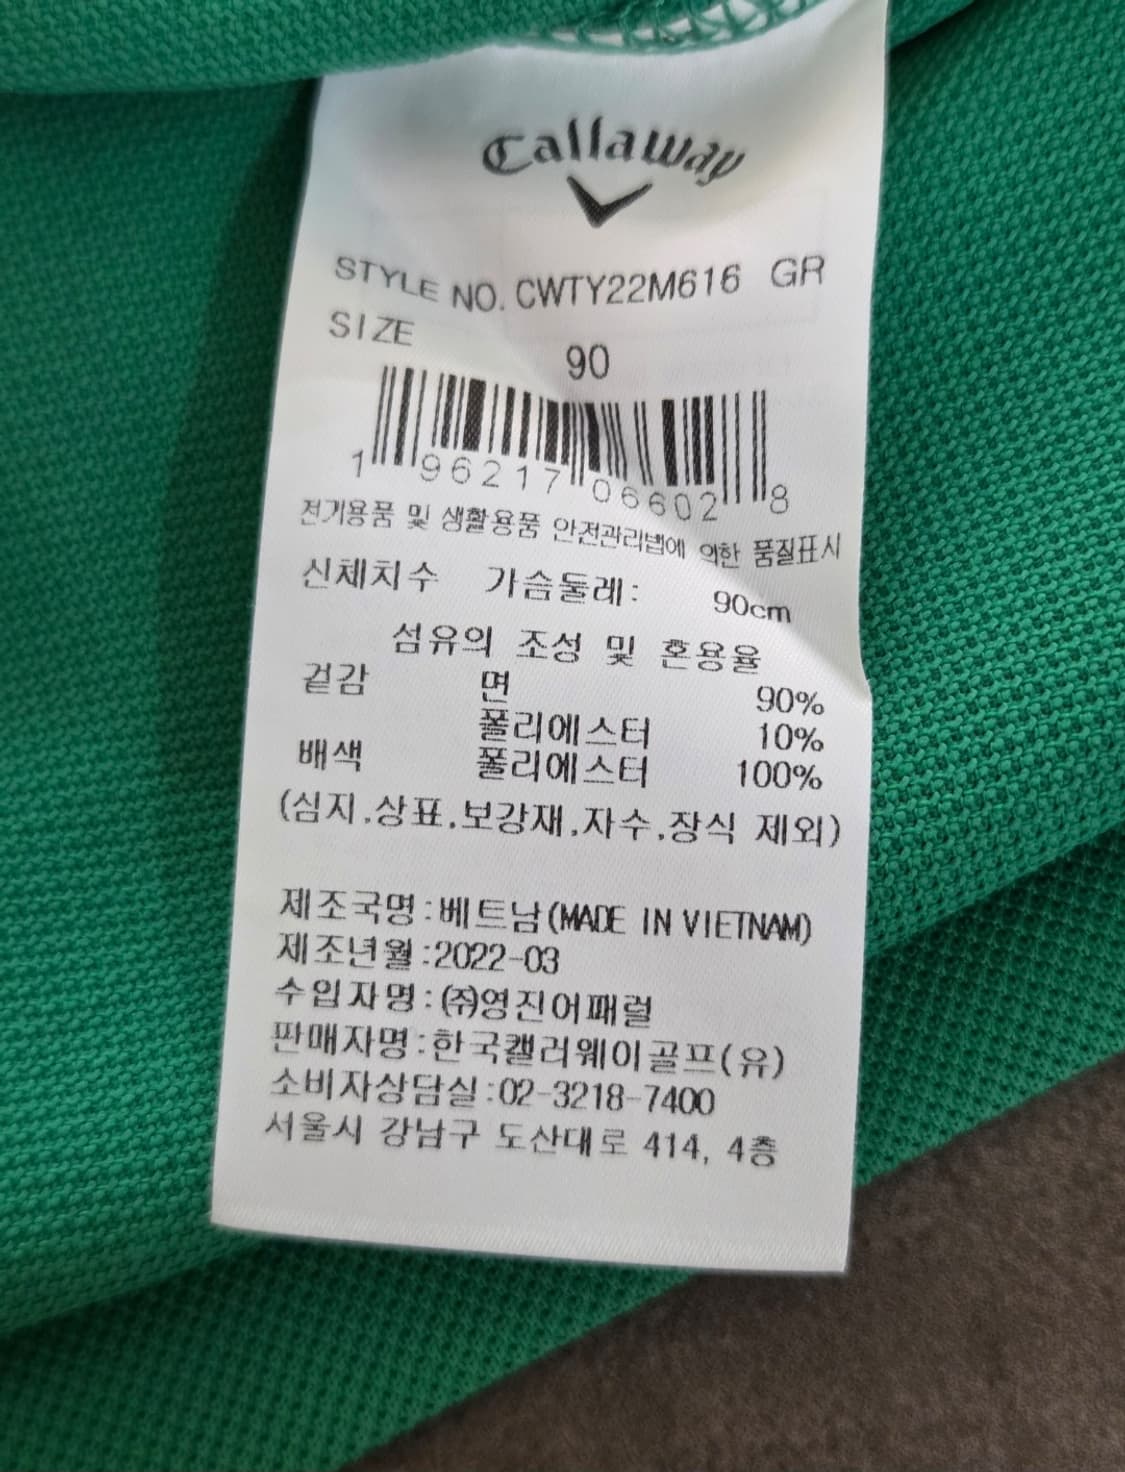 Callaway
STYLE NO. CWTY22M616 GR
SIZE
90
1 96217 06602 8
전기용품 및 생활용품 안전관리법에 의한 품질표시
신체치수 가슴둘레: 90cm
섬유의 조성 및 혼용율
겉감 면 90%
폴리에스터 10%
배색 폴리에스터 100%
(심지.상표.보강재.자수.장식 제외)
제조국명:베트남(MADE IN VIETNAM)
제조년월:2022-03
수입자명:㈜영진어패럴
판매자명:한국캘러웨이골프(유)
소비자상담실:02-3218-7400
서울시 강남구 도산대로 414, 4층